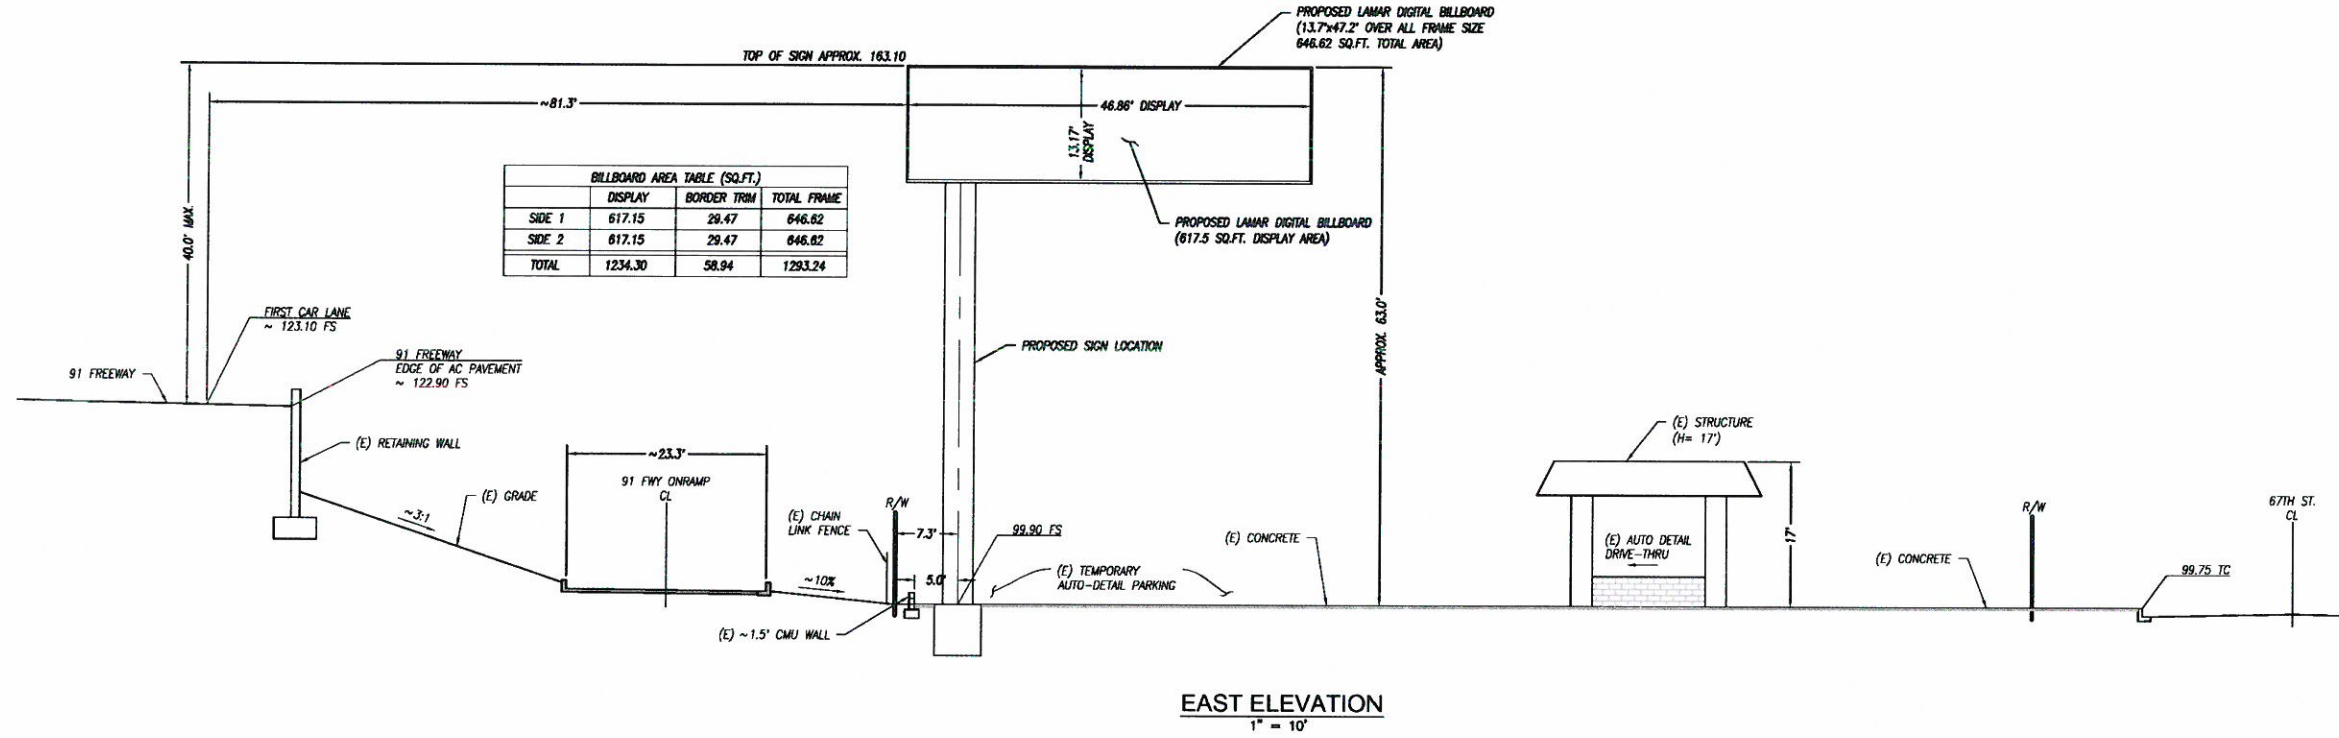 PROPOSED LAMAR DIGITAL BILLBOARD
(13.7'x47.2' OVER ALL FRAME SIZE
646.62 SQ.FT. TOTAL AREA)
TOP OF SIGN APPROX. 163.10
~81.3'
46.86' DISPLAY
13.17'
DISPLAY
BILLBOARD AREA TABLE (SQ.FT.)
DISPLAY BORDER TRIM TOTAL FRAME
SIDE 1 617.15 29.47 646.62
SIDE 2 617.15 29.47 646.62
TOTAL 1234.30 58.94 1293.24
40.0' MAX.
PROPOSED LAMAR DIGITAL BILLBOARD
(617.5 SQ.FT. DISPLAY AREA)
FIRST CAR LANE
~ 123.10 FS
APPROX. 63.0'
PROPOSED SIGN LOCATION
91 FREEWAY
91 FREEWAY
EDGE OF AC PAVEMENT
~ 122.90 FS
(E) RETAINING WALL
(E) STRUCTURE
(H= 17')
~23.3'
91 FWY ONRAMP
CL
(E) GRADE
~3:1
R/W
(E) CHAIN
LINK FENCE
7.3'
99.90 FS
(E) CONCRETE
(E) AUTO DETAIL
DRIVE-THRU
17'
R/W
67TH ST.
CL
(E) CONCRETE
99.75 TC
~10%
5.0'
(E) TEMPORARY
AUTO-DETAIL PARKING
(E) ~1.5' CMU WALL
EAST ELEVATION
1" = 10'